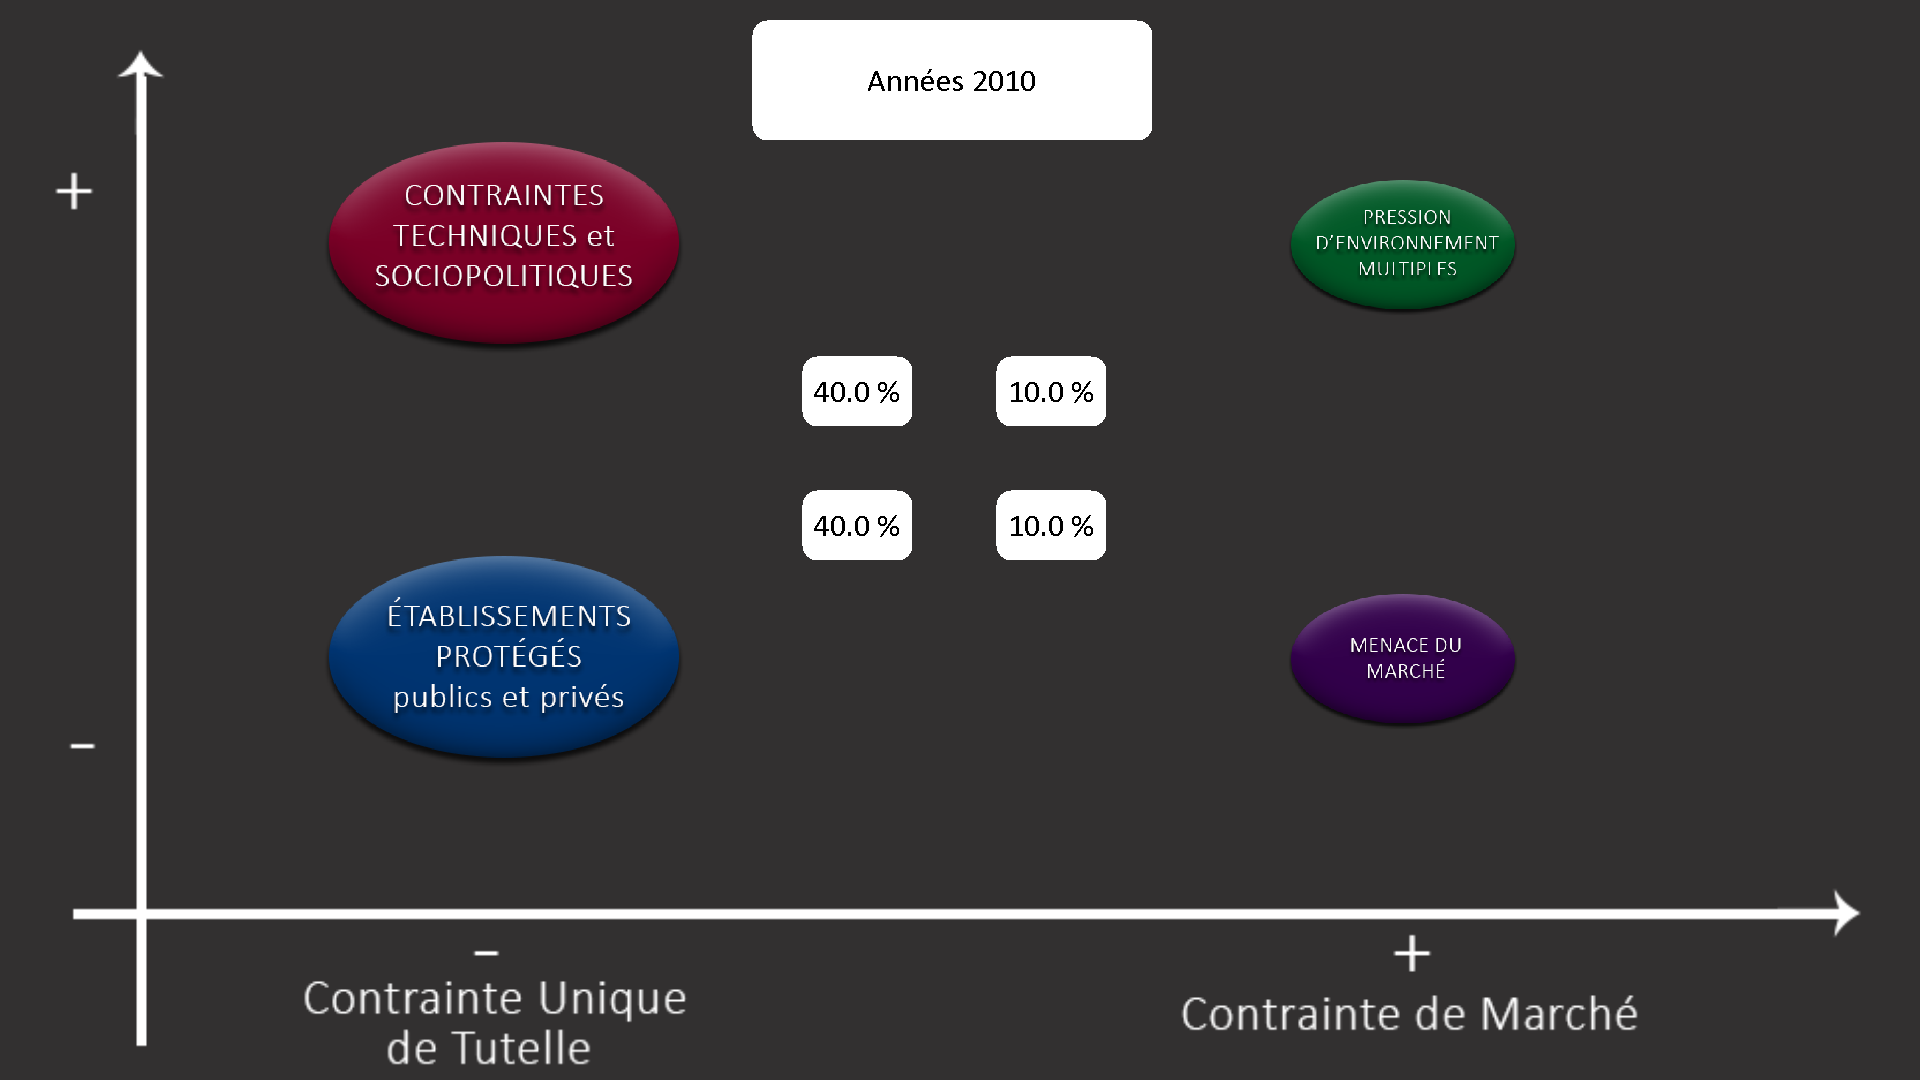 Années 2010
+
CONTRAINTES
TECHNIQUES et
SOCIOPOLITIQUES
PRESSION
D'ENVIRONNEMENT
MULTIPLES
40.0 %
10.0 %
40.0 %
10.0 %
ÉTABLISSEMENTS
PROTÉGÉS
publics et privés
MENACE DU
MARCHÉ
–
–
Contrainte Unique
de Tutelle
+
Contrainte de Marché